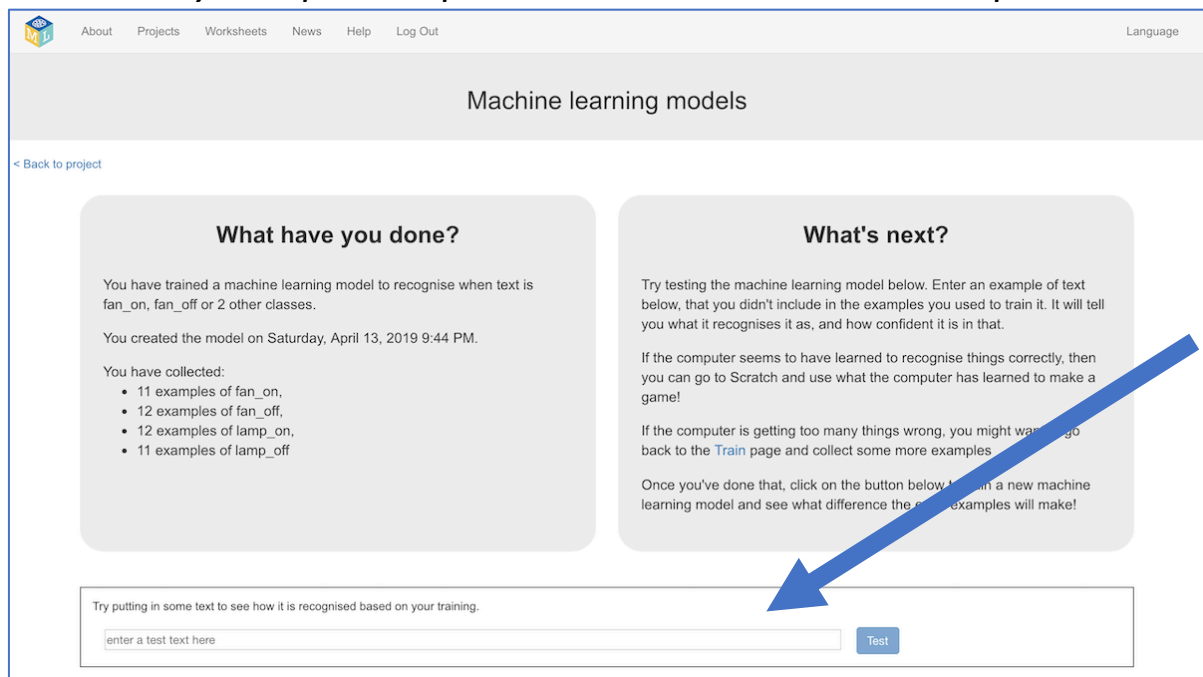 ML About Projects Worksheets News Help Log Out Language
Machine learning models
< Back to project
What have you done?
You have trained a machine learning model to recognise when text is
fan_on, fan_off or 2 other classes.
You created the model on Saturday, April 13, 2019 9:44 PM.
You have collected:
• 11 examples of fan_on,
• 12 examples of fan_off,
• 12 examples of lamp_on,
• 11 examples of lamp_off
What's next?
Try testing the machine learning model below. Enter an example of text
below, that you didn't include in the examples you used to train it. It will tell
you what it recognises it as, and how confident it is in that.
If the computer seems to have learned to recognise things correctly, then
you can go to Scratch and use what the computer has learned to make a
game!
If the computer is getting too many things wrong, you might want go
back to the Train page and collect some more examples
Once you've done that, click on the button below a new machine
learning model and see what difference the examples will make!
Try putting in some text to see how it is recognised based on your training.
enter a test text here
Test